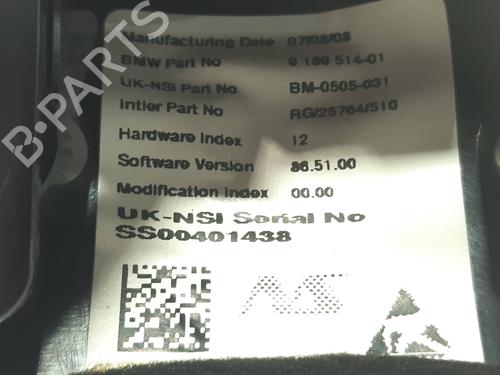 Manufacturing Date 07/03/08
BMW Part No 9 189 514-01
UK-NSI Part No BM-0505-031
Intier Part No RG/25764/510
Hardware Index 12
Software Version 86.51.00
Modification Index 00.00
UK-NSI Serial No
SS00401438
NS
B-PARTS